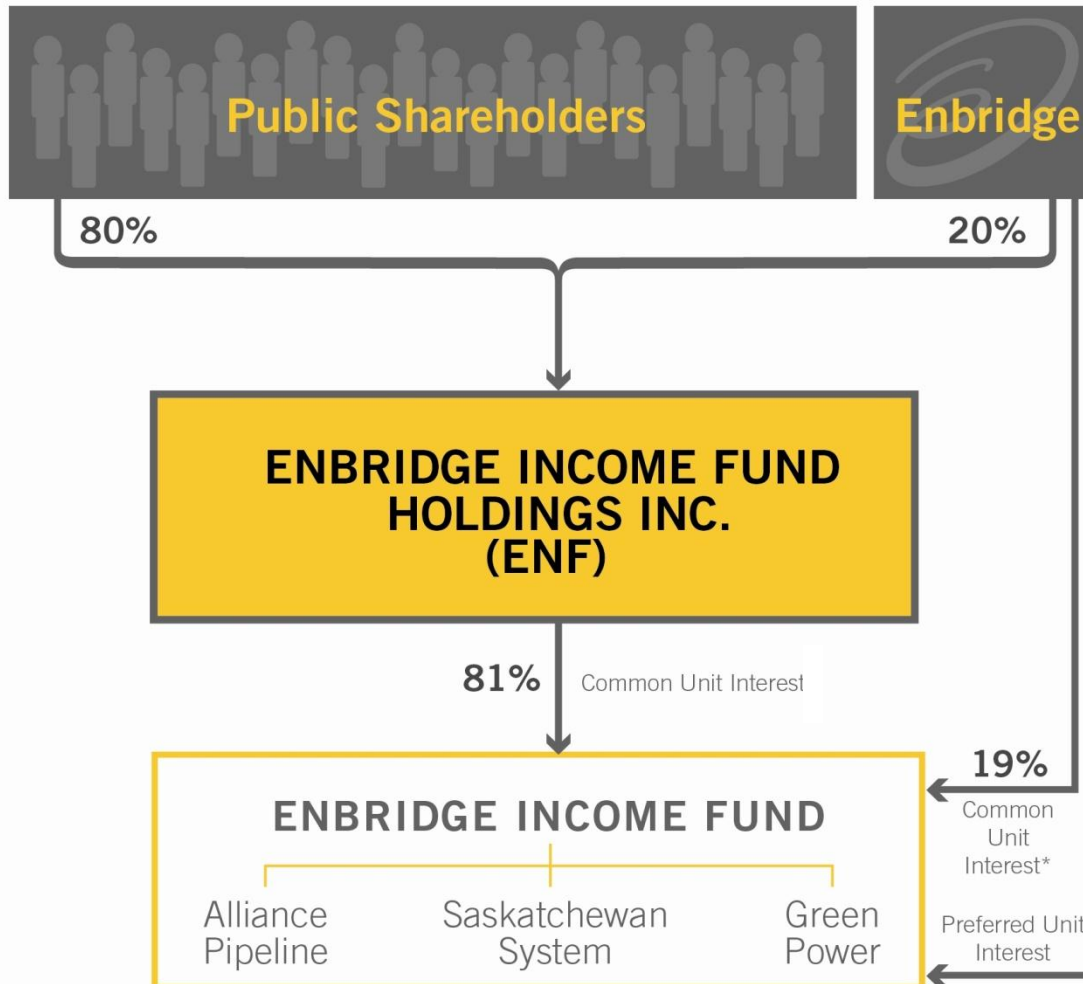 Public Shareholders
Enbridge
80%
20%
ENBRIDGE INCOME FUND
HOLDINGS INC.
(ENF)
81%
Common Unit Interest
19%
Common
Unit
Interest*
ENBRIDGE INCOME FUND
Alliance
Pipeline
Saskatchewan
System
Green
Power
Preferred Unit
Interest